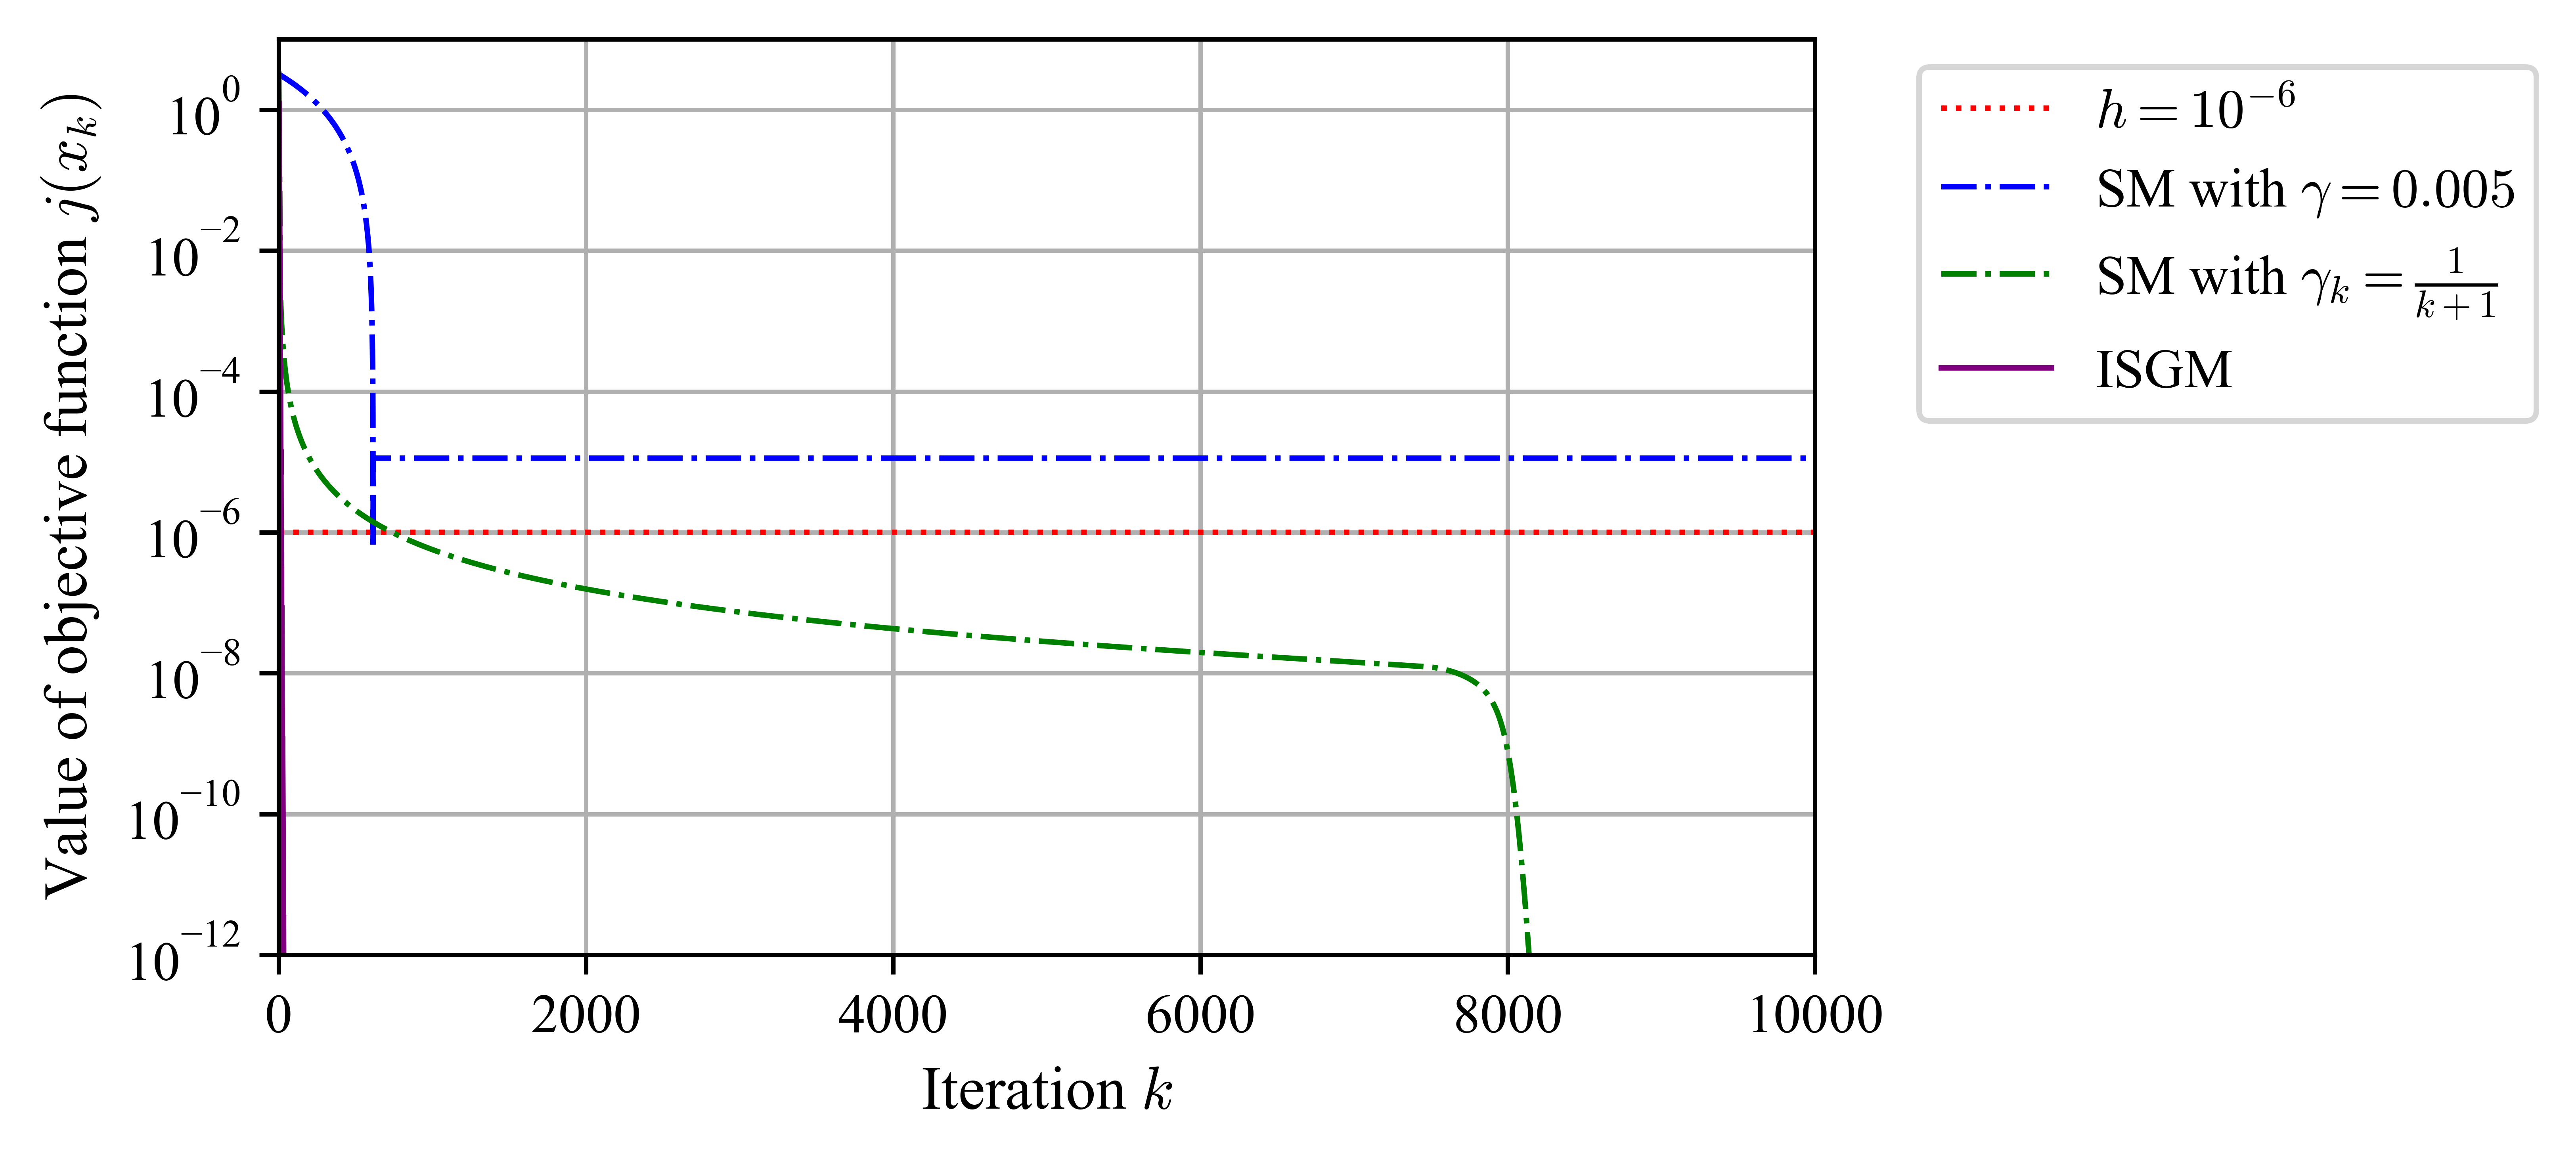 Value of objective function j(x_k)
10^0
10^−2
10^−4
10^−6
10^−8
10^−10
10^−12
0 2000 4000 6000 8000 10000
Iteration k
h = 10^−6
SM with γ = 0.005
SM with γ_k = 1/(k+1)
ISGM